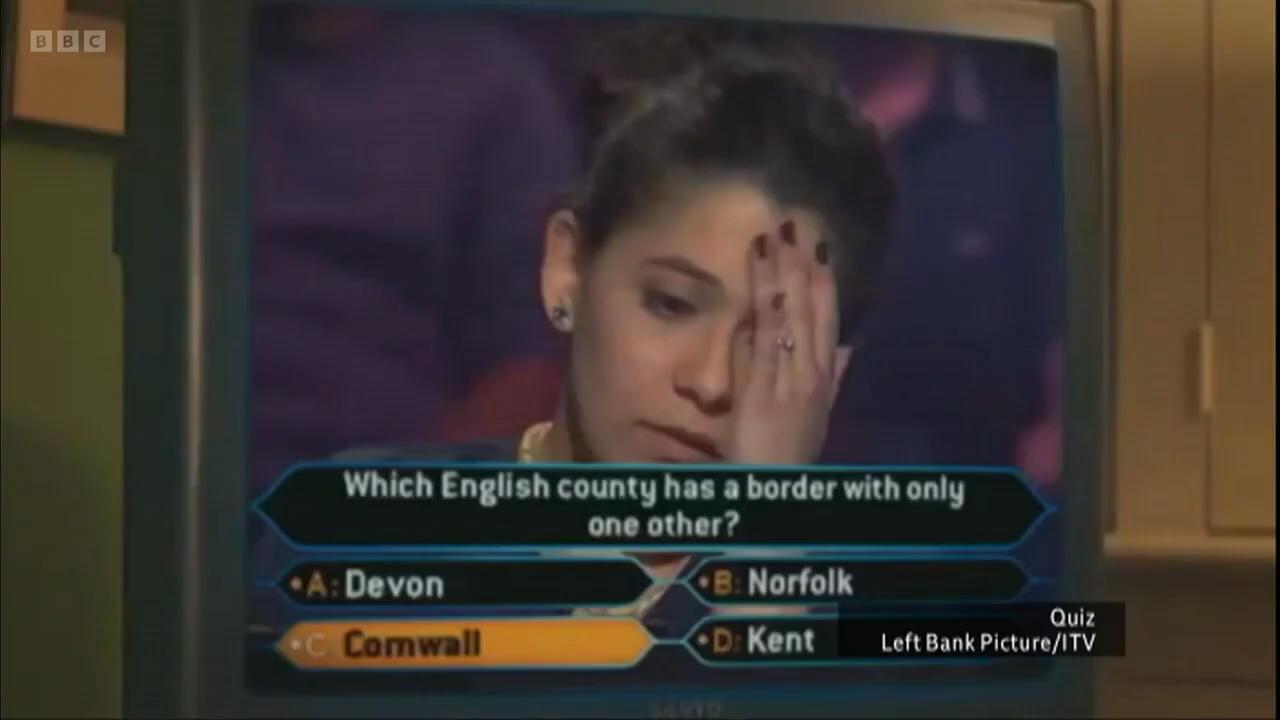 BBC
Which English county has a border with only
one other?
A: Devon
B: Norfolk
C: Cornwall
D: Kent
Quiz
Left Bank Picture/ITV
SANYO